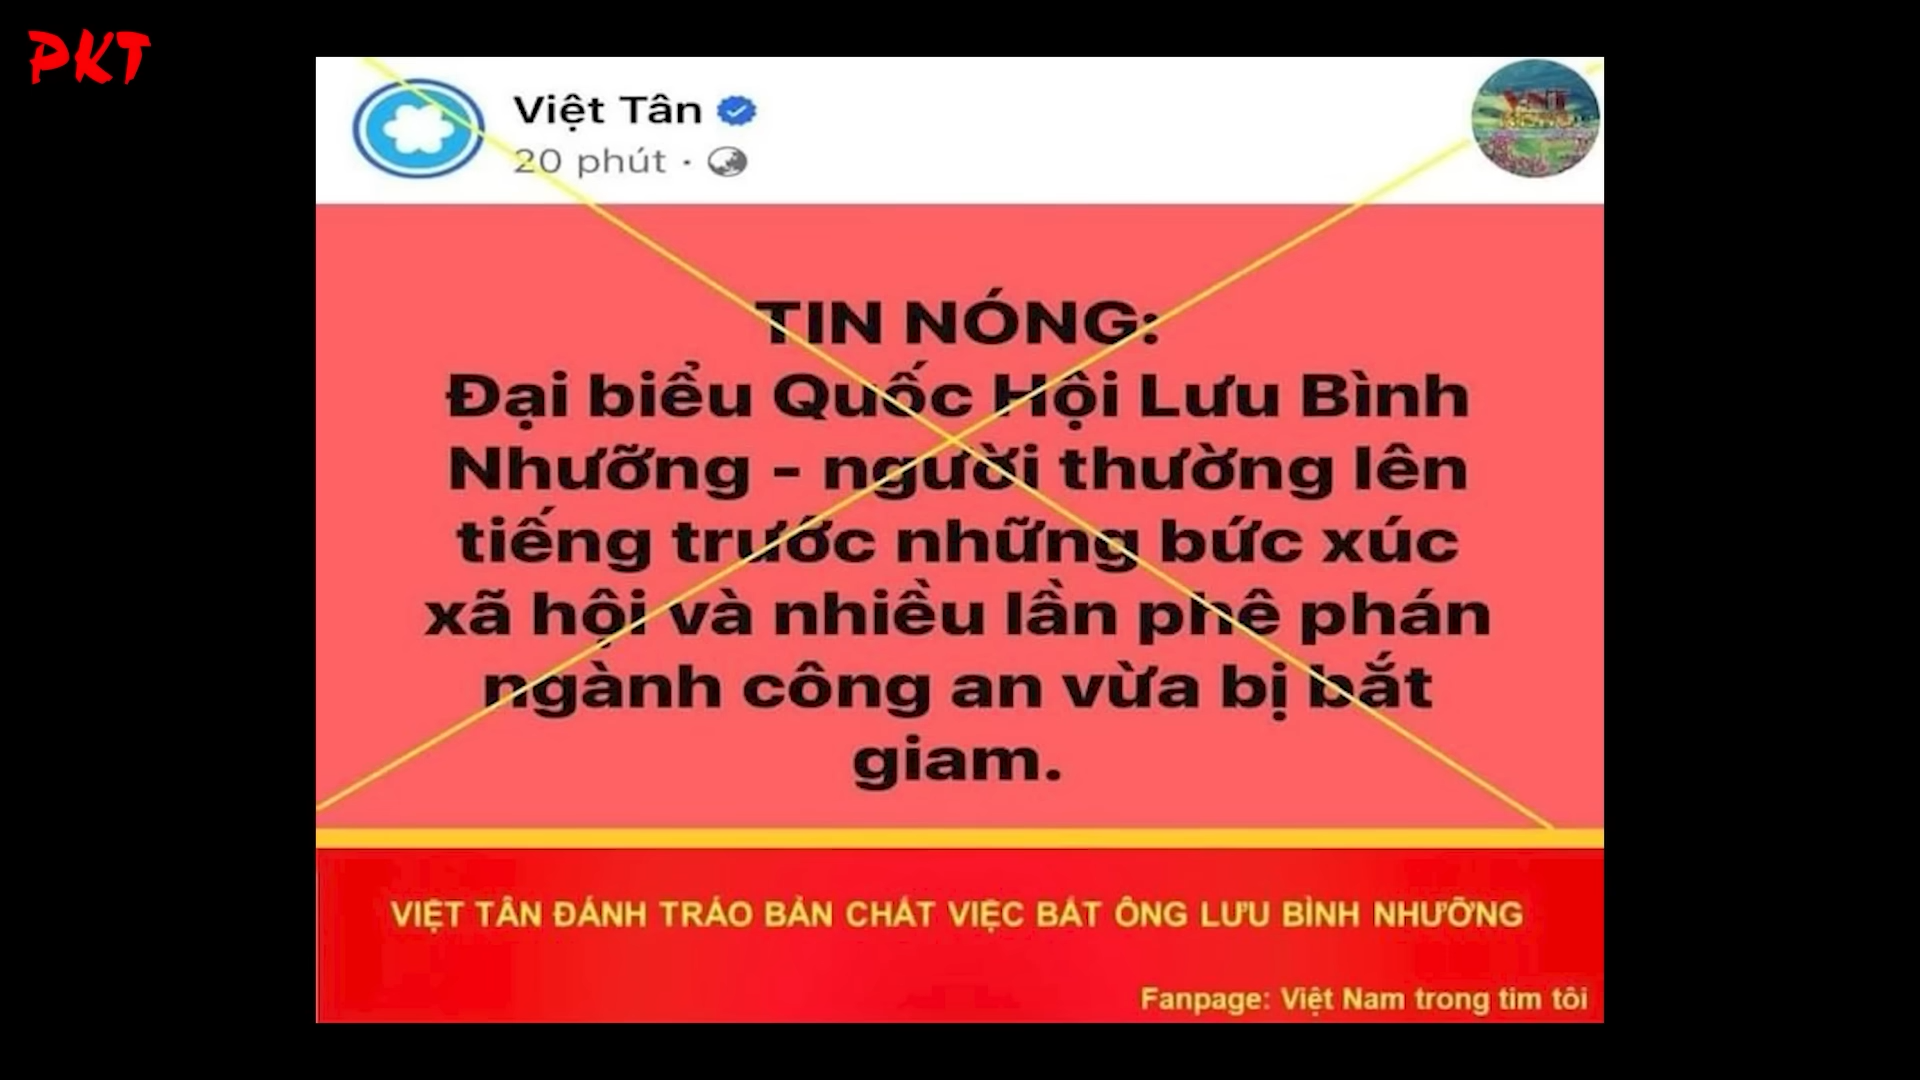 PKT
Việt Tân
20 phút ·
TIN NÓNG:
Đại biểu Quốc Hội Lưu Bình
Nhưỡng - người thường lên
tiếng trước những bức xúc
xã hội và nhiều lần phê phán
ngành công an vừa bị bắt
giam.
VIỆT TÂN ĐÁNH TRÁO BẢN CHẤT VIỆC BẮT ÔNG LƯU BÌNH NHƯỠNG
Fanpage: Việt Nam trong tim tôi